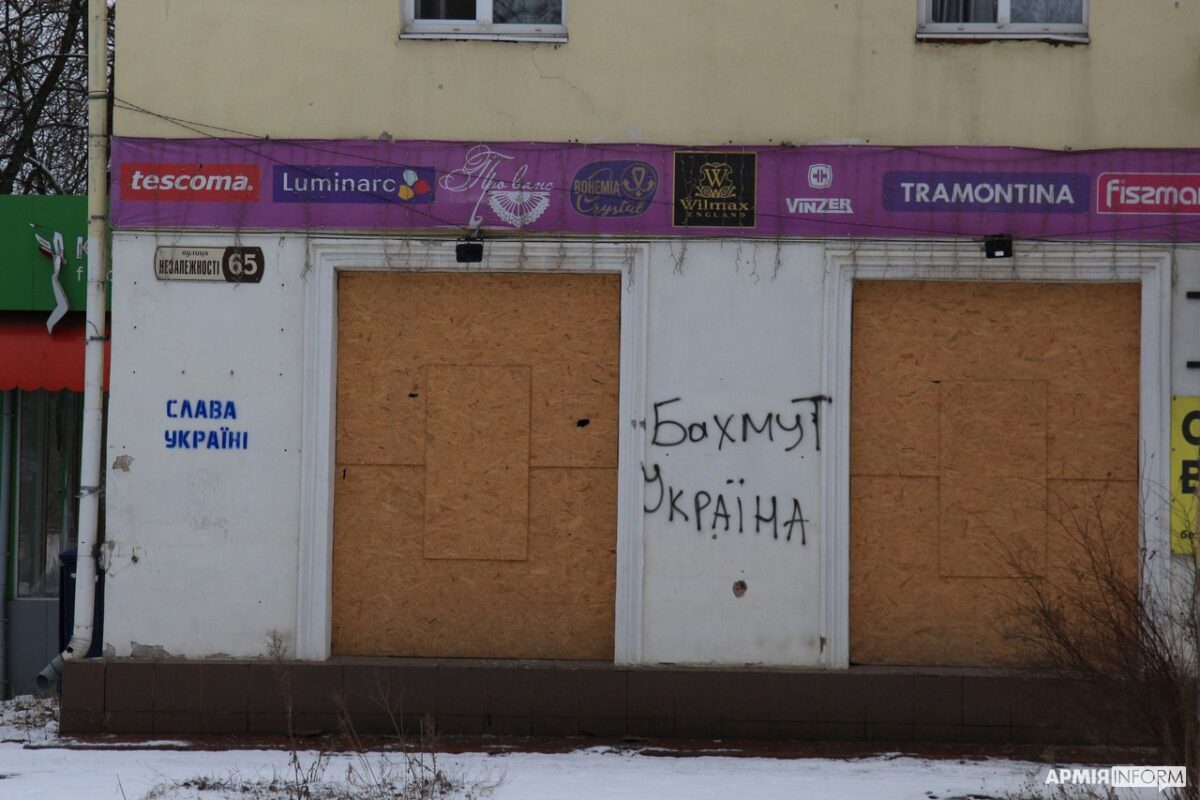 tescoma.
Luminarc
Прованс
BOHEMIA
Crystal
W
Wilmax
ENGLAND
VINZER
TRAMONTINA
FISSMAN
вулиця
НЕЗАЛЕЖНОСТІ 65
СЛАВА
УКРАЇНІ
Бахмут
Україна
АРМІЯINFORM